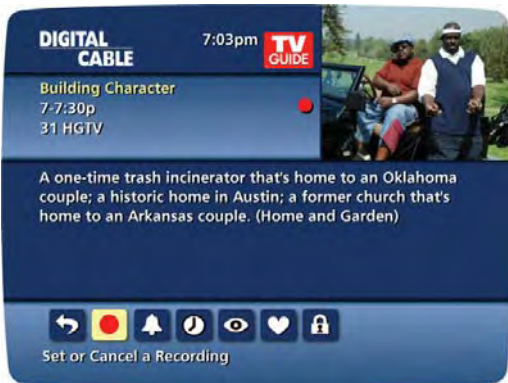 DIGITAL
CABLE
7:03pm
TV
GUIDE
Building Character
7-7:30p
31 HGTV
A one-time trash incinerator that's home to an Oklahoma
couple; a historic home in Austin; a former church that's
home to an Arkansas couple. (Home and Garden)
Set or Cancel a Recording